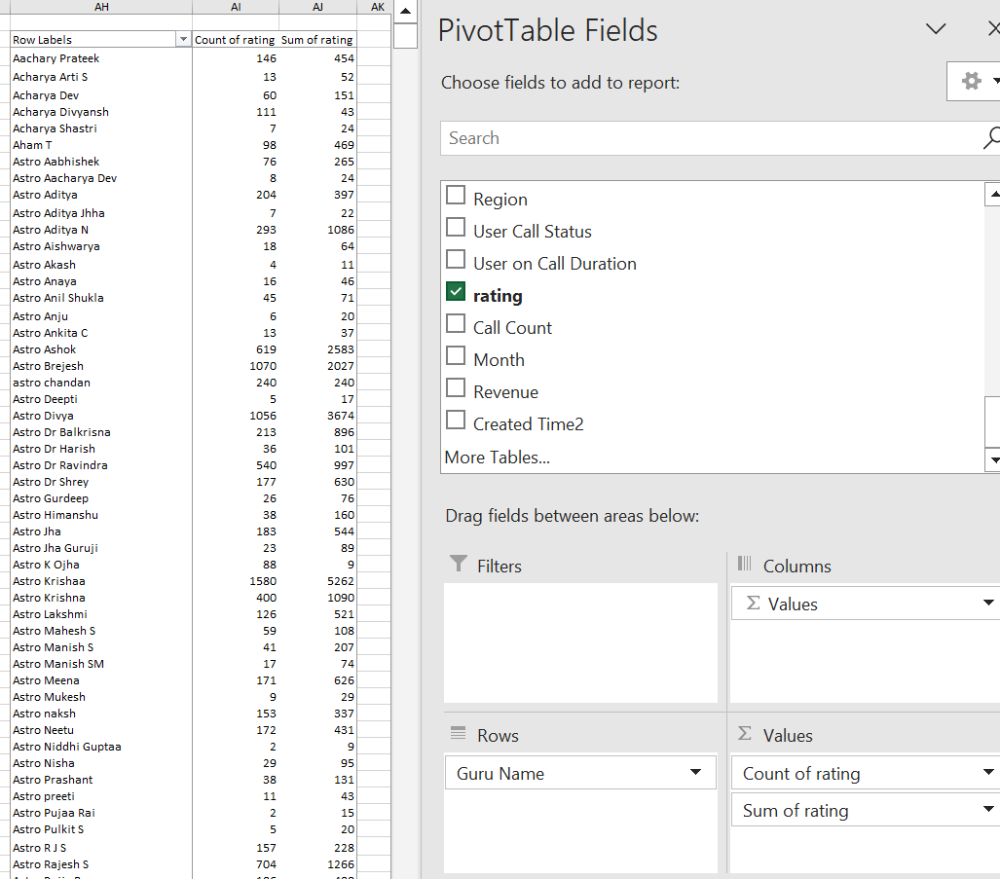 AH AI AJ AK
Row Labels Count of rating Sum of rating
Aachary Prateek 146 454
Acharya Arti S 13 52
Acharya Dev 60 151
Acharya Divyansh 111 43
Acharya Shastri 7 24
Aham T 98 469
Astro Aabhishek 76 265
Astro Aacharya Dev 8 24
Astro Aditya 204 397
Astro Aditya Jhha 7 22
Astro Aditya N 293 1086
Astro Aishwarya 18 64
Astro Akash 4 11
Astro Anaya 16 46
Astro Anil Shukla 45 71
Astro Anju 6 20
Astro Ankita C 13 37
Astro Ashok 619 2583
Astro Brejesh 1070 2027
astro chandan 240 240
Astro Deepti 5 17
Astro Divya 1056 3674
Astro Dr Balkrisna 213 896
Astro Dr Harish 36 101
Astro Dr Ravindra 540 997
Astro Dr Shrey 177 630
Astro Gurdeep 26 76
Astro Himanshu 38 160
Astro Jha 183 544
Astro Jha Guruji 23 89
Astro K Ojha 88 9
Astro Krishaa 1580 5262
Astro Krishna 400 1090
Astro Lakshmi 126 521
Astro Mahesh S 59 108
Astro Manish S 41 207
Astro Manish SM 17 74
Astro Meena 171 626
Astro Mukesh 9 29
Astro naksh 153 337
Astro Neetu 172 431
Astro Niddhi Guptaa 2 9
Astro Nisha 29 95
Astro Prashant 38 131
Astro preeti 11 43
Astro Pujaa Rai 2 15
Astro Pulkit S 5 20
Astro R J S 157 228
Astro Rajesh S 704 1266
PivotTable Fields
Choose fields to add to report:
Search
Region
User Call Status
User on Call Duration
rating
Call Count
Month
Revenue
Created Time2
More Tables...
Drag fields between areas below:
Filters
Columns
Σ Values
Rows
Guru Name
Σ Values
Count of rating
Sum of rating